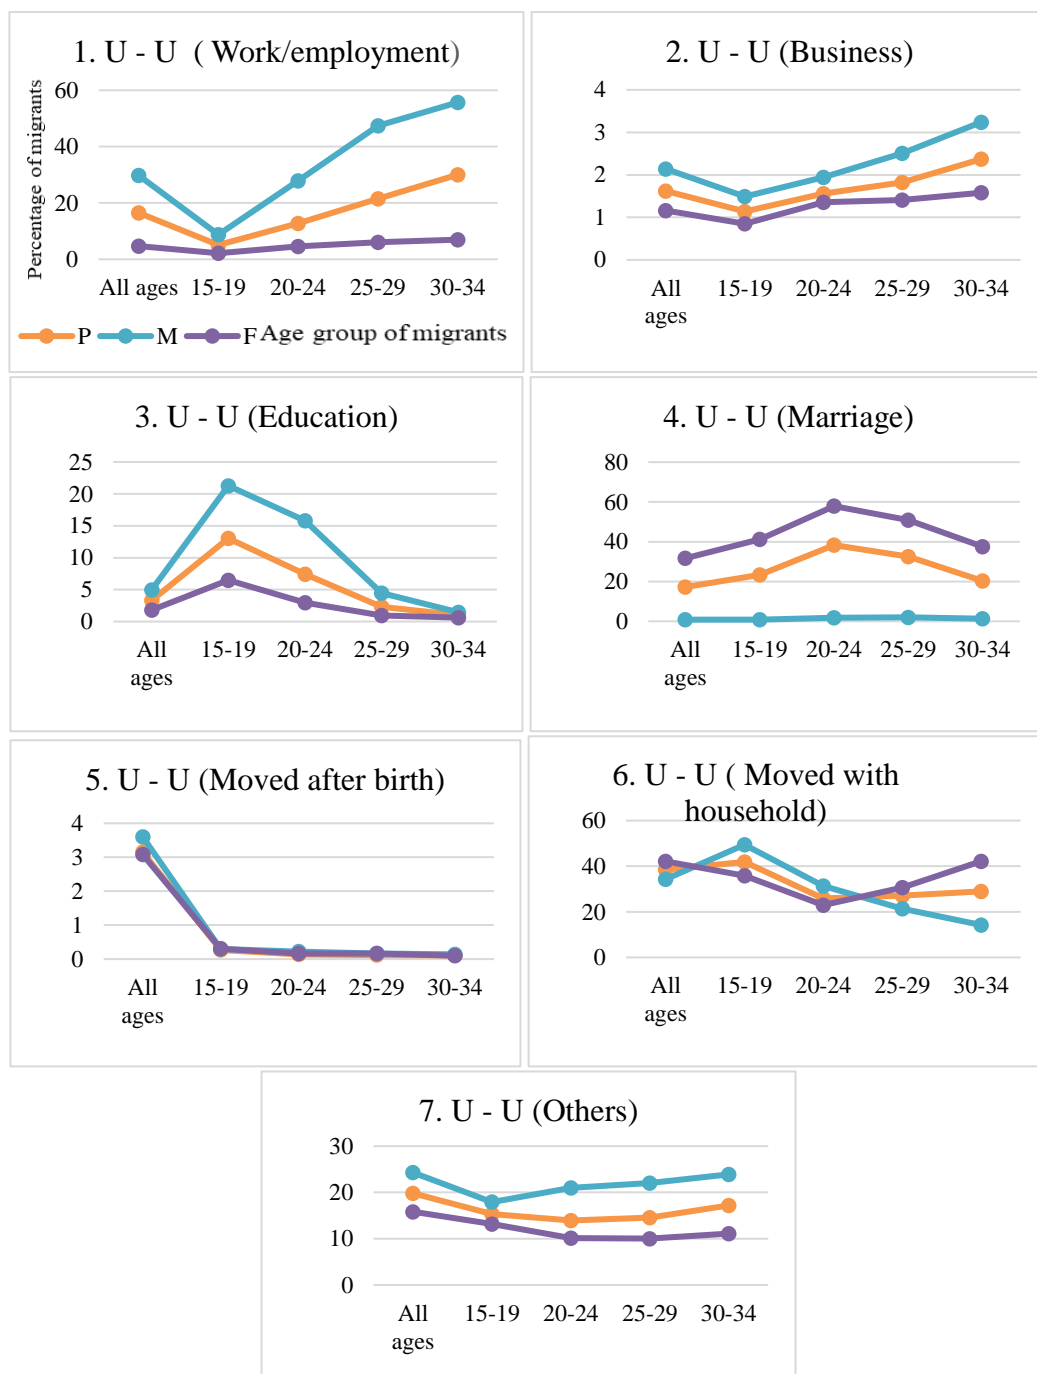 1. U - U ( Work/employment)
Percentage of migrants
60
40
20
0
All ages 15-19 20-24 25-29 30-34
P M F Age group of migrants
2. U - U (Business)
4
3
2
1
0
All
ages
15-19 20-24 25-29 30-34
3. U - U (Education)
25
20
15
10
5
0
All
ages
15-19 20-24 25-29 30-34
4. U - U (Marriage)
80
60
40
20
0
All
ages
15-19 20-24 25-29 30-34
5. U - U (Moved after birth)
4
3
2
1
0
All
ages
15-19 20-24 25-29 30-34
6. U - U ( Moved with
household)
60
40
20
0
All
ages
15-19 20-24 25-29 30-34
7. U - U (Others)
30
20
10
0
All
ages
15-19 20-24 25-29 30-34